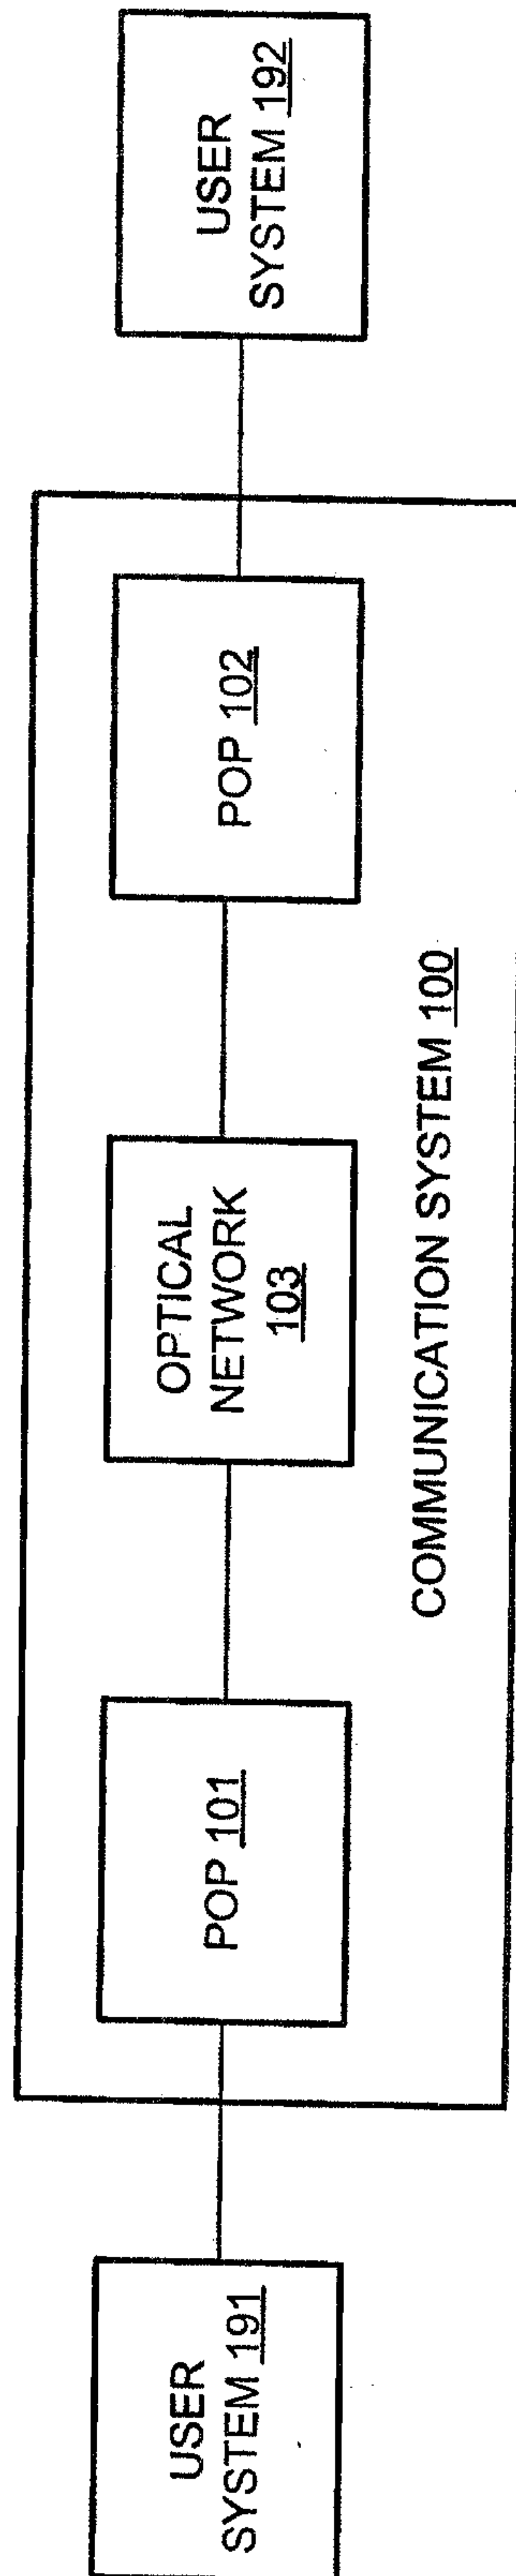 USER
SYSTEM 191
POP 101
OPTICAL
NETWORK
103
POP 102
USER
SYSTEM 192
COMMUNICATION SYSTEM 100